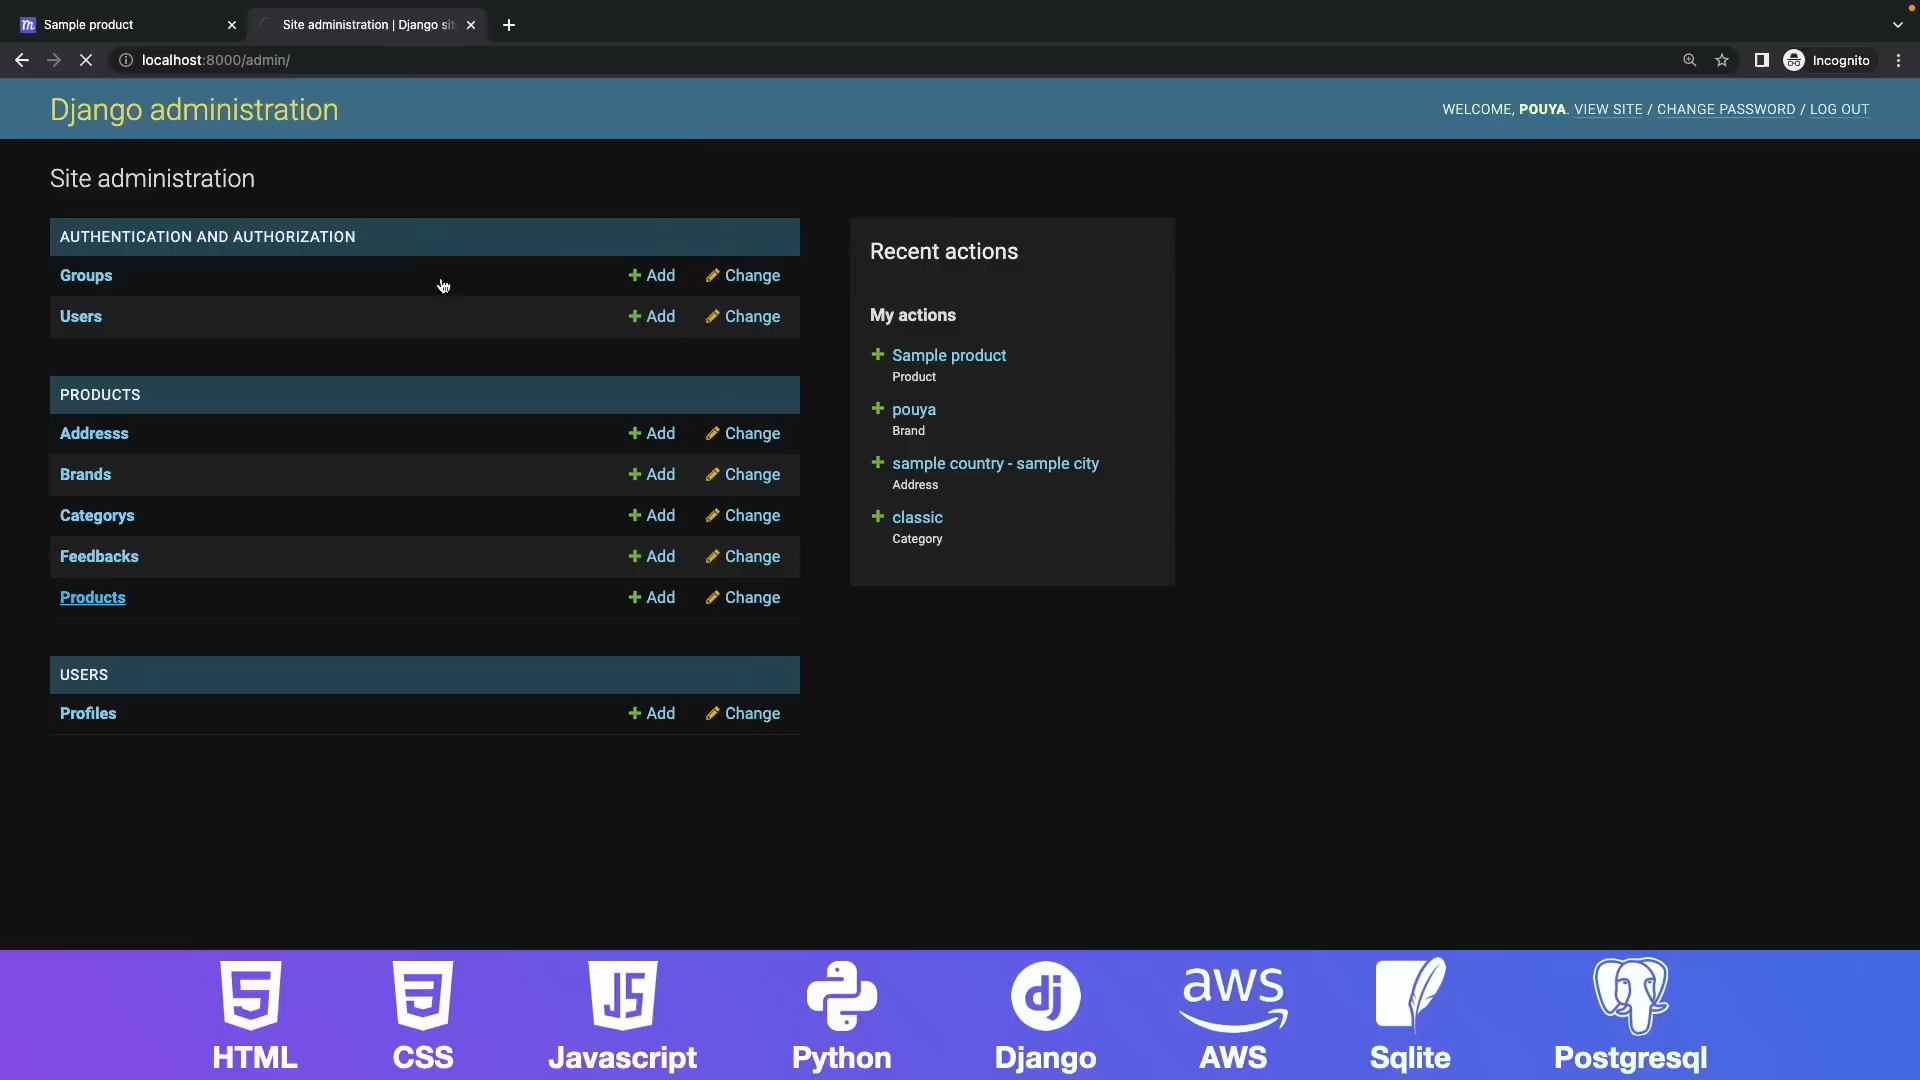 Sample product
Site administration | Django sit
localhost:8000/admin/
Incognito
Django administration
WELCOME, POUYA. VIEW SITE / CHANGE PASSWORD / LOG OUT
Site administration
AUTHENTICATION AND AUTHORIZATION
Groups Add Change
Users Add Change
PRODUCTS
Addresss Add Change
Brands Add Change
Categorys Add Change
Feedbacks Add Change
Products Add Change
USERS
Profiles Add Change
Recent actions
My actions
Sample product
Product
pouya
Brand
sample country - sample city
Address
classic
Category
JS dj aws
HTML CSS Javascript Python Django AWS Sqlite Postgresql